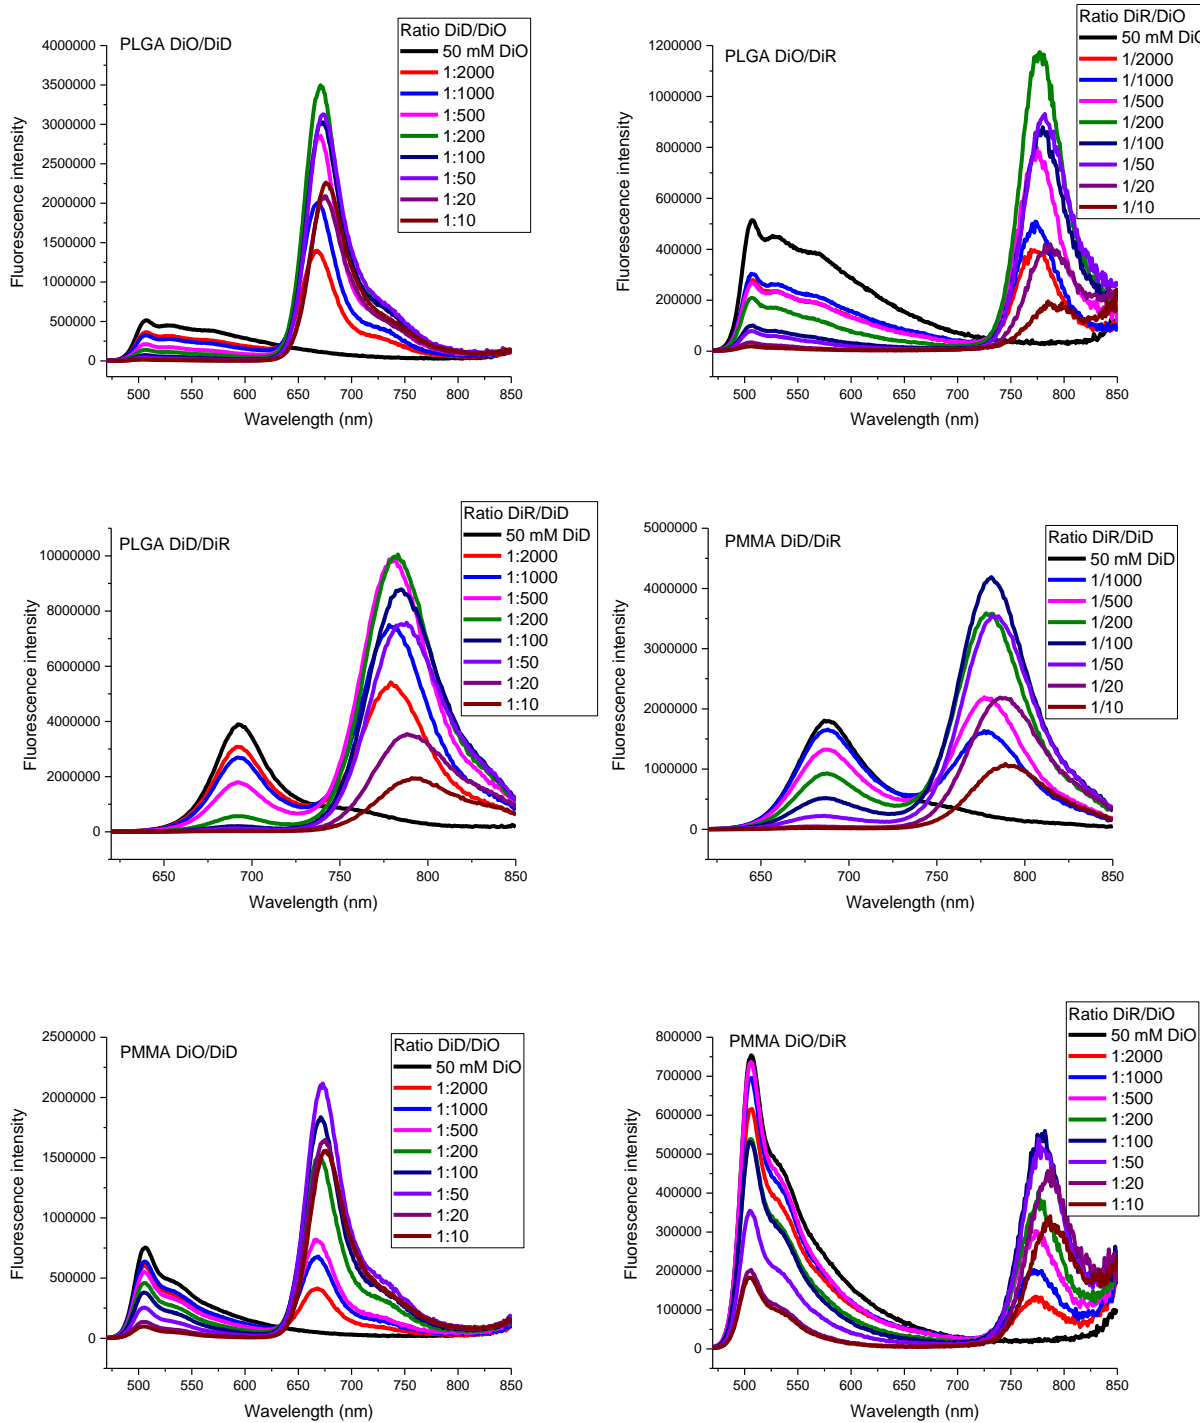 PLGA DiO/DiD
Ratio DiD/DiO
50 mM DiO
1:2000
1:1000
1:500
1:200
1:100
1:50
1:20
1:10
4000000
3500000
3000000
2500000
2000000
1500000
1000000
500000
0
Fluorescence intensity
500 550 600 650 700 750 800 850
Wavelength (nm)
PLGA DiO/DiR
Ratio DiR/DiO
50 mM DiO
1/2000
1/1000
1/500
1/200
1/100
1/50
1/20
1/10
1200000
1000000
800000
600000
400000
200000
0
Fluoresecence intensity
500 550 600 650 700 750 800 850
Wavelength (nm)
PLGA DiD/DiR
Ratio DiR/DiD
50 mM DiD
1:2000
1:1000
1:500
1:200
1:100
1:50
1:20
1:10
10000000
8000000
6000000
4000000
2000000
0
Fluorescence intensity
650 700 750 800 850
Wavelength (nm)
PMMA DiD/DiR
Ratio DiR/DiD
50 mM DiD
1/1000
1/500
1/200
1/100
1/50
1/20
1/10
5000000
4000000
3000000
2000000
1000000
0
Fluorescence intensity
650 700 750 800 850
Wavelength (nm)
PMMA DiO/DiD
Ratio DiD/DiO
50 mM DiO
1:2000
1:1000
1:500
1:200
1:100
1:50
1:20
1:10
2500000
2000000
1500000
1000000
500000
0
Fluorescence intensity
500 550 600 650 700 750 800 850
Wavelength (nm)
PMMA DiO/DiR
Ratio DiR/DiO
50 mM DiO
1:2000
1:1000
1:500
1:200
1:100
1:50
1:20
1:10
800000
700000
600000
500000
400000
300000
200000
100000
0
Fluorescence intensity
500 550 600 650 700 750 800 850
Wavelength (nm)